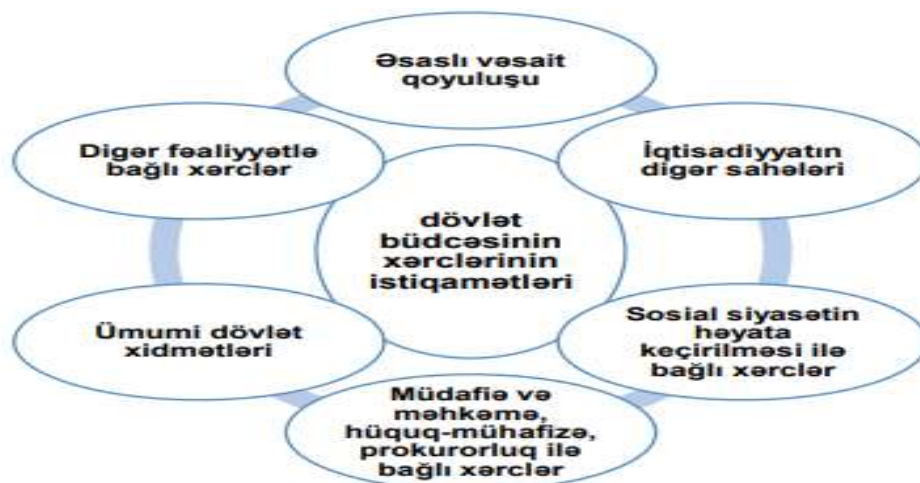 Əsaslı vəsait
qoyuluşu
Digər fəaliyyətlə
bağlı xərclər
İqtisadiyyatın
digər sahələri
dövlət
büdcəsinin
xərclərinin
istiqamətləri
Ümumi dövlət
xidmətləri
Sosial siyasətin
həyata
keçirilməsi ilə
bağlı xərclər
Müdafiə və
məhkəmə,
hüquq-mühafizə,
prokurorluq ilə
bağlı xərclər